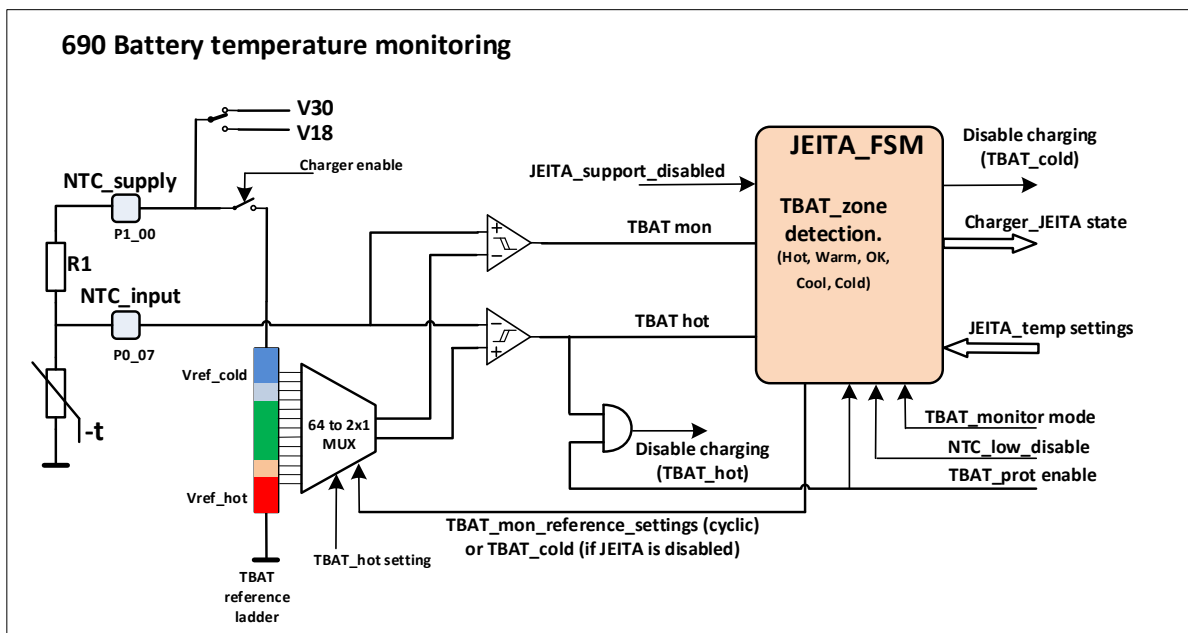 690 Battery temperature monitoring
V30
V18
Charger enable
NTC_supply
P1_00
R1
NTC_input
P0_07
-t
Vref_cold
Vref_hot
64 to 2x1
MUX
TBAT
reference
ladder
TBAT_hot setting
+
−
TBAT mon
−
+
TBAT hot
JEITA_support_disabled
JEITA_FSM
TBAT_zone
detection.
(Hot, Warm, OK,
Cool, Cold)
Disable charging
(TBAT_cold)
Charger_JEITA state
JEITA_temp settings
TBAT_monitor mode
NTC_low_disable
TBAT_prot enable
Disable charging
(TBAT_hot)
TBAT_mon_reference_settings (cyclic)
or TBAT_cold (if JEITA is disabled)